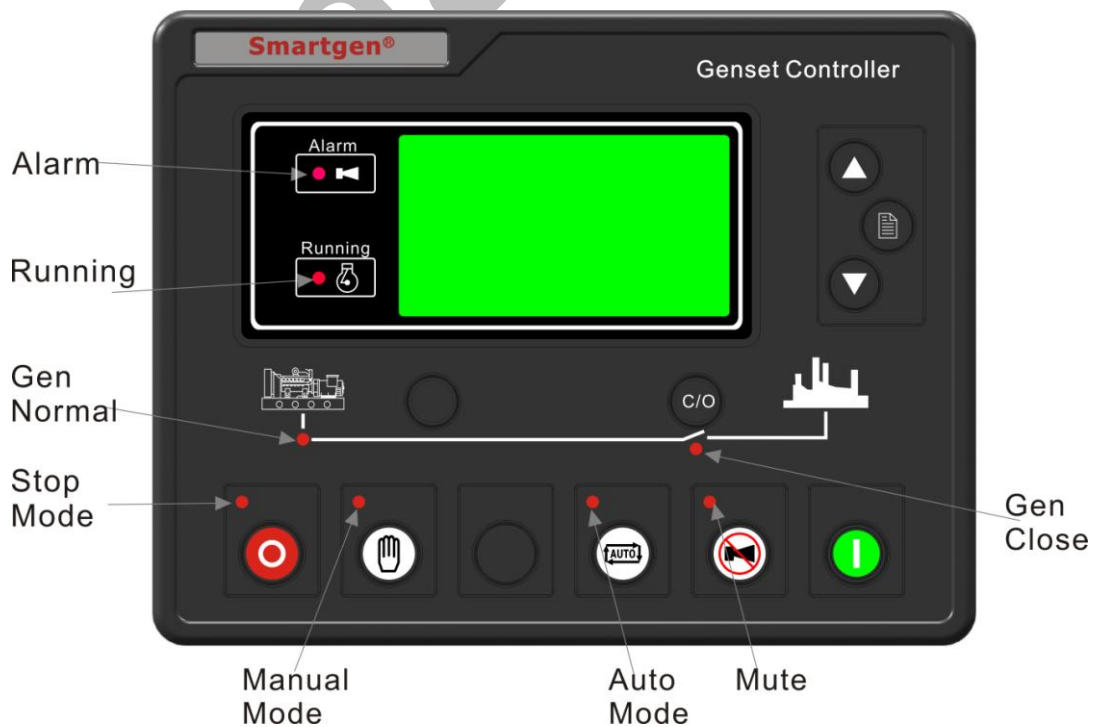 Smartgen®
Genset Controller
Alarm
Alarm
Running
Running
Gen
Normal
C/O
Stop
Mode
Gen
Close
AUTO
Manual
Mode
Auto
Mode
Mute